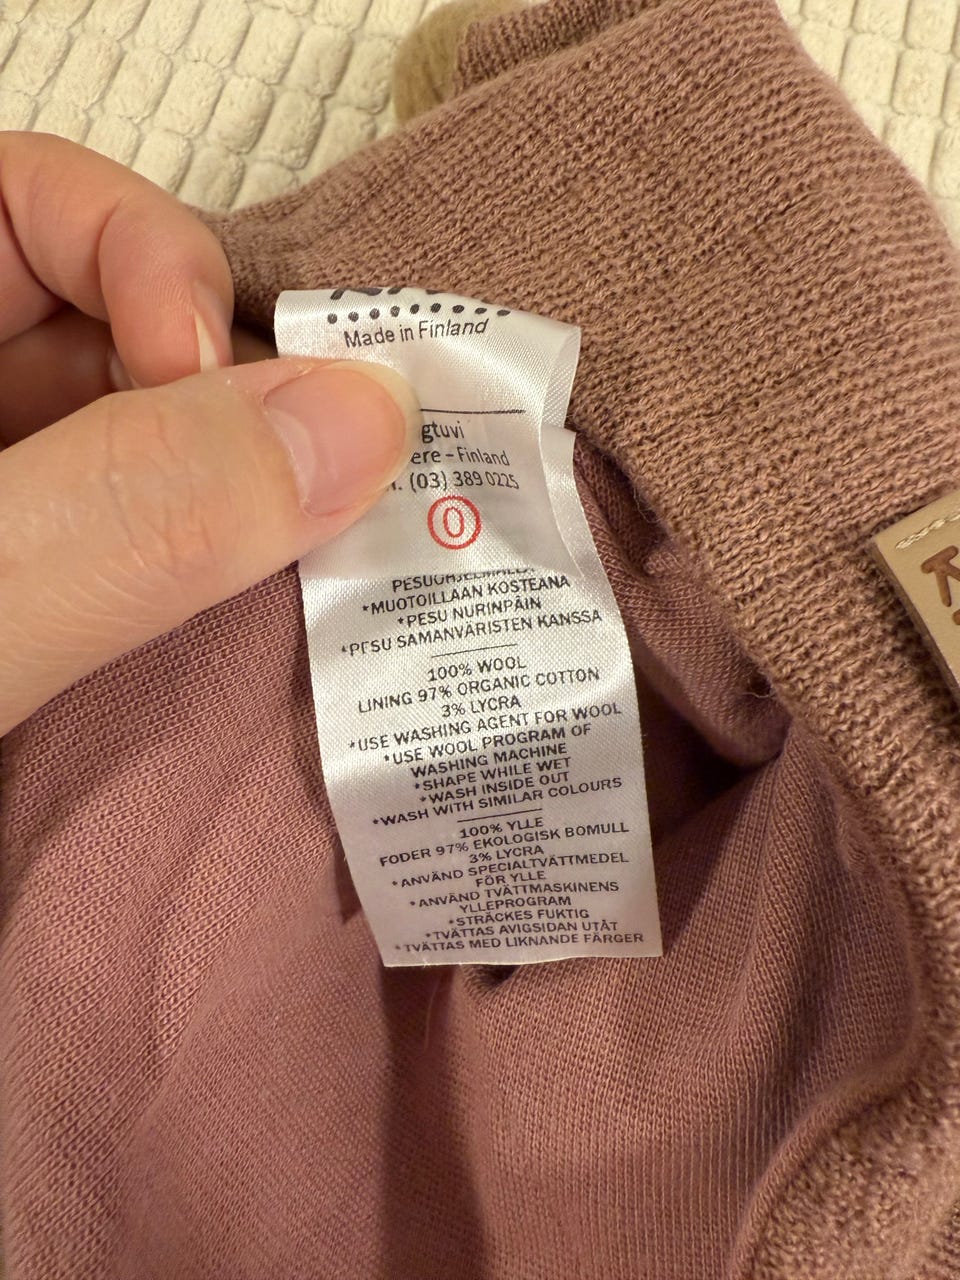 Made in Finland
gtuvi
ere – Finland
. (03) 389 0225
0
*MUOTOILLAAN KOSTEANA
*PESU NURINPÄIN
*PESU SAMANVÄRISTEN KANSSA
100% WOOL
LINING 97% ORGANIC COTTON
3% LYCRA
*USE WASHING AGENT FOR WOOL
*USE WOOL PROGRAM OF
WASHING MACHINE
*SHAPE WHILE WET
*WASH INSIDE OUT
*WASH WITH SIMILAR COLOURS
100% YLLE
FODER 97% EKOLOGISK BOMULL
3% LYCRA
*ANVÄND SPECIALTVÄTTMEDEL
FÖR YLLE
*ANVÄND TVÄTTMASKINENS
YLLEPROGRAM
*STRÄCKES FUKTIG
*TVÄTTAS AVIGSIDAN UTÅT
*TVÄTTAS MED LIKNANDE FÄRGER